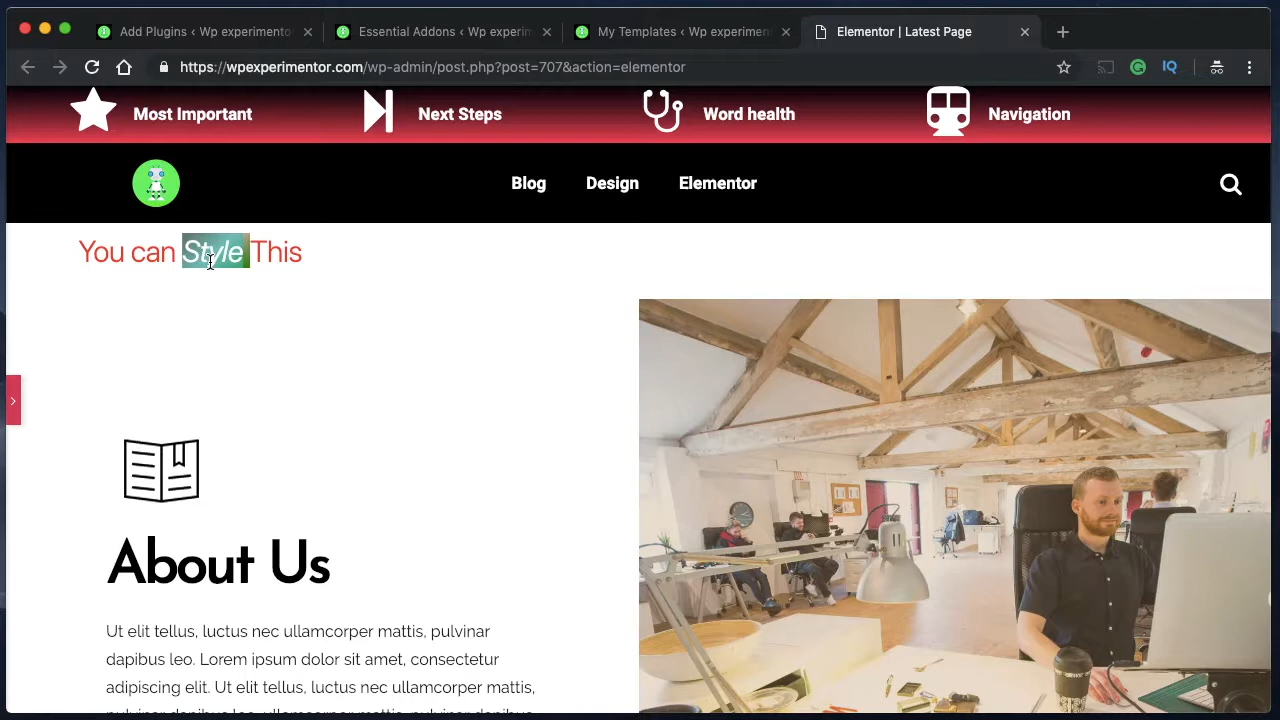 Add Plugins ‹ Wp experimento
Essential Addons ‹ Wp experim
My Templates ‹ Wp experiment
Elementor | Latest Page
https://wpexperimentor.com/wp-admin/post.php?post=707&action=elementor
IQ
Most Important
Next Steps
Word health
Navigation
Blog
Design
Elementor
You can Style This
About Us
Ut elit tellus, luctus nec ullamcorper mattis, pulvinar
dapibus leo. Lorem ipsum dolor sit amet, consectetur
adipiscing elit. Ut elit tellus, luctus nec ullamcorper mattis,